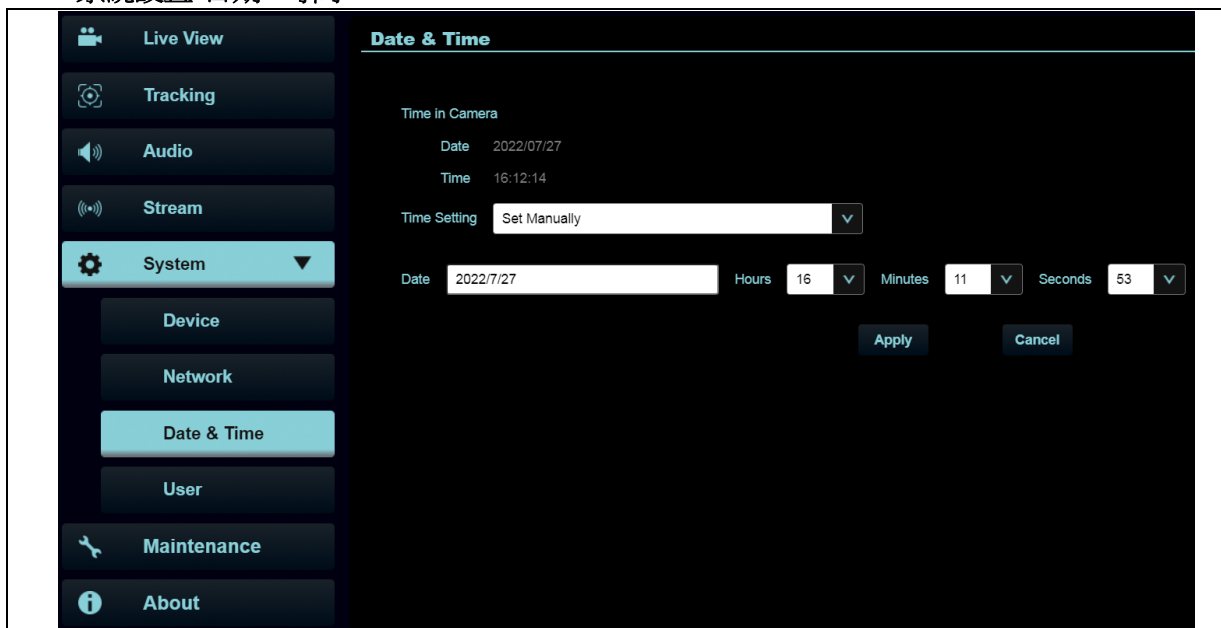 Live View
Tracking
Audio
Stream
System
Device
Network
Date & Time
User
Maintenance
About
Date & Time
Time in Camera
Date 2022/07/27
Time 16:12:14
Time Setting Set Manually
Date 2022/7/27 Hours 16 Minutes 11 Seconds 53
Apply Cancel